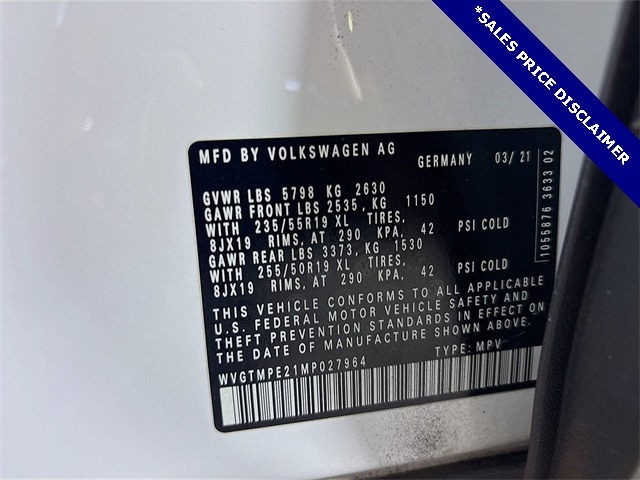 *SALES PRICE DISCLAIMER
MFD BY VOLKSWAGEN AG GERMANY 03/21
GVWR LBS 5798 KG 2630
GAWR FRONT LBS 2535, KG 1150
WITH 235/55R19 XL TIRES,
8JX19 RIMS, AT 290 KPA, 42 PSI COLD
GAWR REAR LBS 3373, KG 1530
WITH 255/50R19 XL TIRES,
8JX19 RIMS, AT 290 KPA, 42 PSI COLD
THIS VEHICLE CONFORMS TO ALL APPLICABLE
U.S. FEDERAL MOTOR VEHICLE SAFETY AND
THEFT PREVENTION STANDARDS IN EFFECT ON
THE DATE OF MANUFACTURE SHOWN ABOVE.
WVGTMPE21MP027964 TYPE: MPV
1055876 3633 02